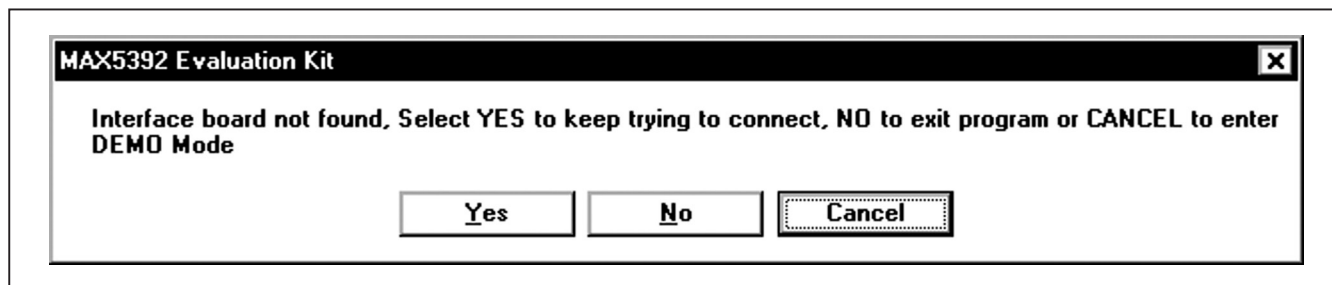 MAX5392 Evaluation Kit
Interface board not found, Select YES to keep trying to connect, NO to exit program or CANCEL to enter
DEMO Mode
Yes No Cancel